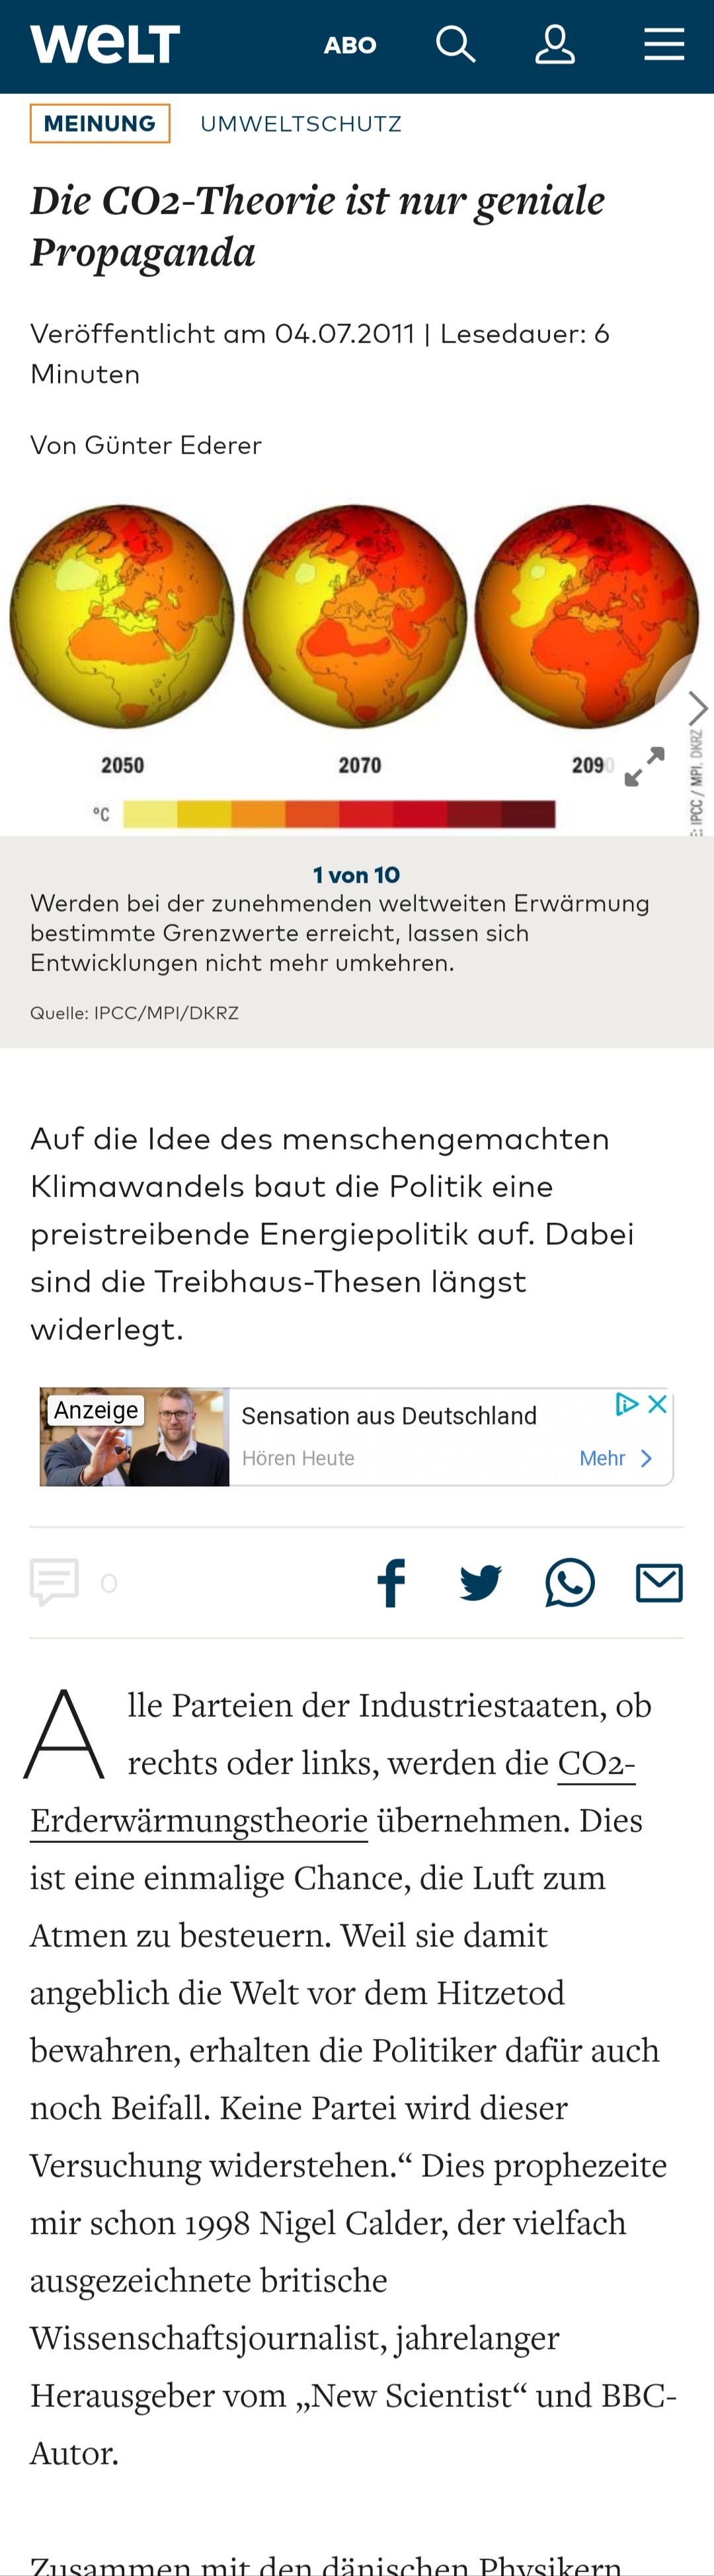 WELT
ABO
MEINUNG UMWELTSCHUTZ
Die CO2-Theorie ist nur geniale
Propaganda
Veröffentlicht am 04.07.2011 | Lesedauer: 6
Minuten
Von Günter Ederer
2050 2070 2090
°C
: IPCC / MPI, DKRZ
1 von 10
Werden bei der zunehmenden weltweiten Erwärmung
bestimmte Grenzwerte erreicht, lassen sich
Entwicklungen nicht mehr umkehren.
Quelle: IPCC/MPI/DKRZ
Auf die Idee des menschengemachten
Klimawandels baut die Politik eine
preistreibende Energiepolitik auf. Dabei
sind die Treibhaus-Thesen längst
widerlegt.
Anzeige
Sensation aus Deutschland
Hören Heute Mehr
0
Alle Parteien der Industriestaaten, ob
rechts oder links, werden die CO2-
Erderwärmungstheorie übernehmen. Dies
ist eine einmalige Chance, die Luft zum
Atmen zu besteuern. Weil sie damit
angeblich die Welt vor dem Hitzetod
bewahren, erhalten die Politiker dafür auch
noch Beifall. Keine Partei wird dieser
Versuchung widerstehen.“ Dies prophezeite
mir schon 1998 Nigel Calder, der vielfach
ausgezeichnete britische
Wissenschaftsjournalist, jahrelanger
Herausgeber vom „New Scientist“ und BBC-
Autor.
Zusammen mit den dänischen Physikern